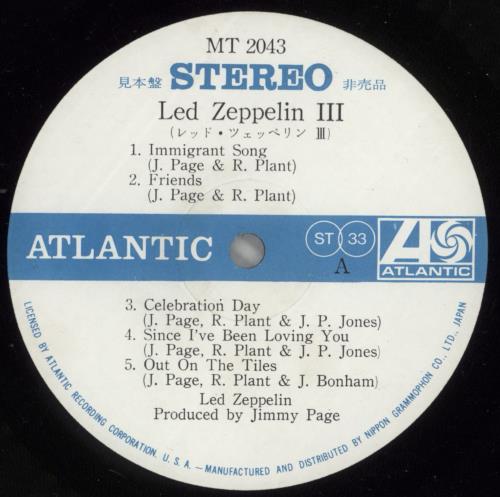 MT 2043
見本盤 STEREO 非売品
Led Zeppelin III
(レッド・ツェッペリン Ⅲ)
1. Immigrant Song
(J. Page & R. Plant)
2. Friends
(J. Page & R. Plant)
ATLANTIC
ST 33
A
ATLANTIC
3. Celebration Day
(J. Page, R. Plant & J. P. Jones)
4. Since I've Been Loving You
(J. Page, R. Plant & J. P. Jones)
5. Out On The Tiles
(J. Page, R. Plant & J. Bonham)
Led Zeppelin
Produced by Jimmy Page
LICENSED BY ATLANTIC RECORDING CORPORATION, U. S. A. — MANUFACTURED AND DISTRIBUTED BY NIPPON GRAMMOPHON CO., LTD., JAPAN